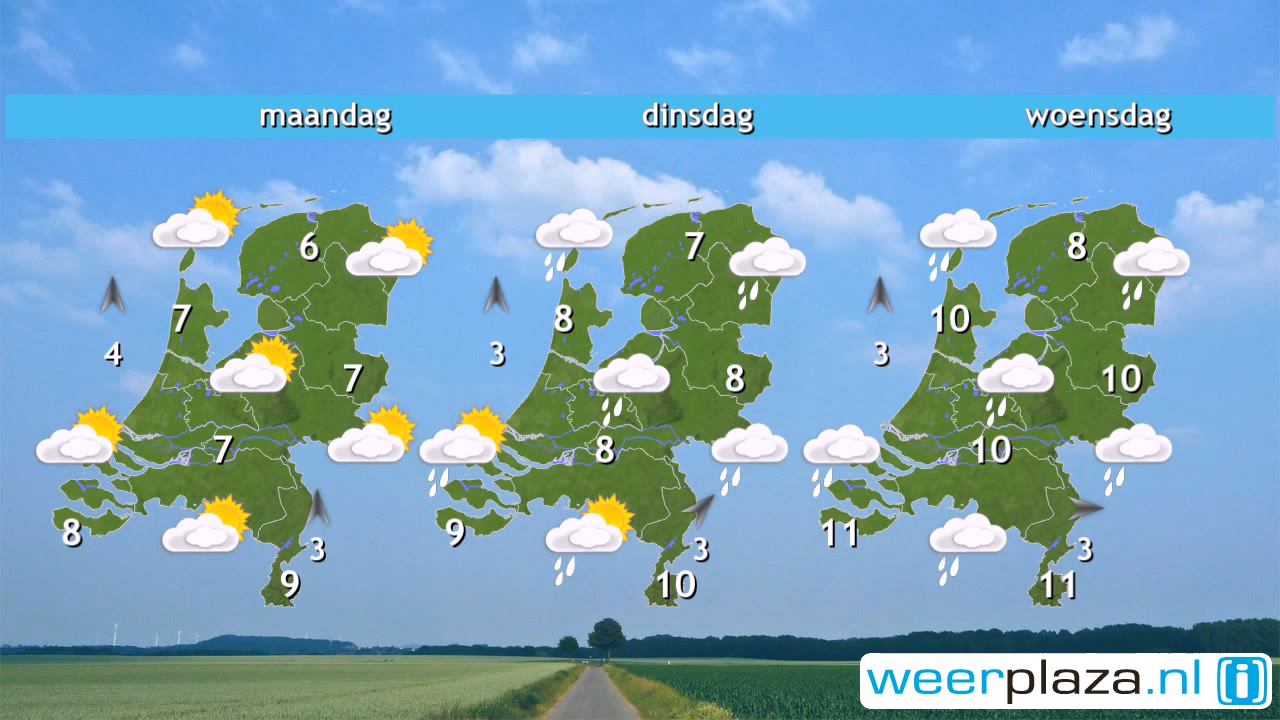 maandag dinsdag woensdag
6 7 8
7 8 10
4 3 3
7 8 10
7 8 10
8 9 11
3 3 3
9 10 11
weerplaza.nl